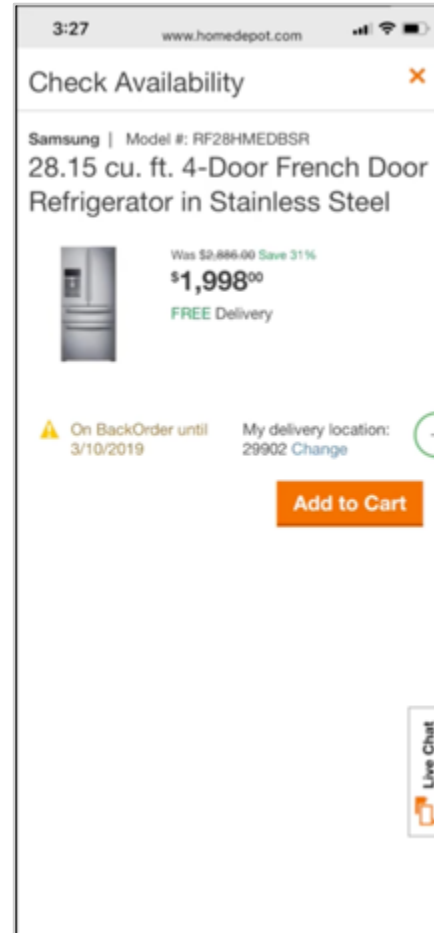 3:27
www.homedepot.com
Check Availability
Samsung | Model #: RF28HMEDBSR
28.15 cu. ft. 4-Door French Door
Refrigerator in Stainless Steel
Was $2,886.00 Save 31%
$1,99800
FREE Delivery
On BackOrder until
3/10/2019
My delivery location:
29902 Change
Add to Cart
Live Chat